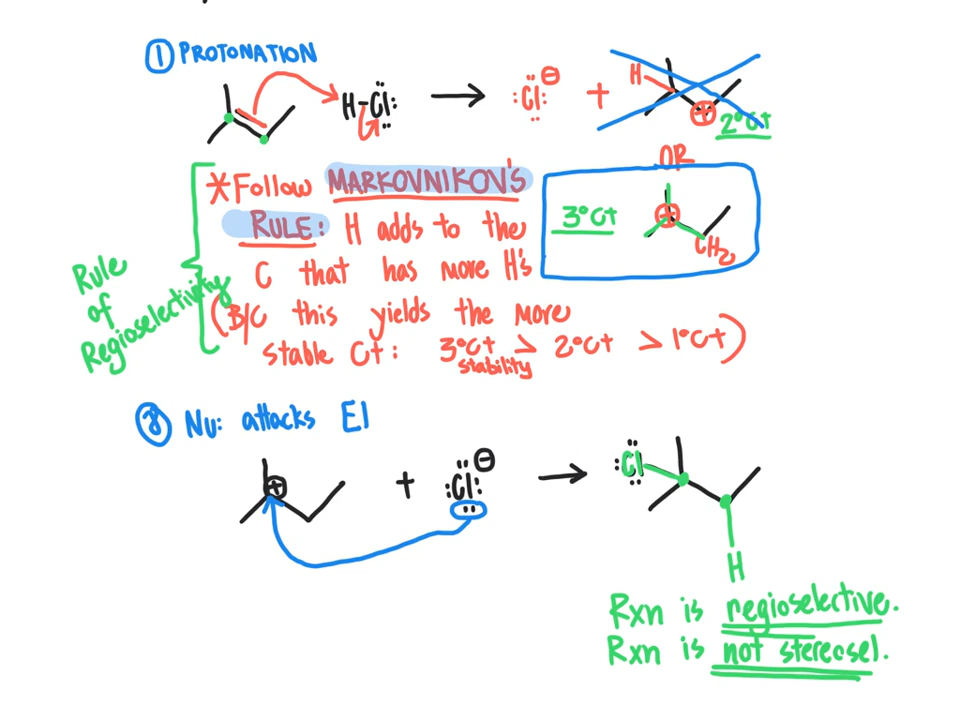 ① PROTONATION
H-Cl: → :Cl: ⊖ + H ⊕ 2°C+
OR
*Follow MARKOVNIKOV'S
RULE: H adds to the
C that has more H's
(B/C this yields the more
stable C+: 3°C+ > 2°C+ > 1°C+)
stability
3°C+ ⊕ CH2
Rule
of
Regioselectivity
② Nu: attacks El
⊕ + :Cl: ⊖ → :Cl
H
Rxn is regioselective.
Rxn is not stereosel.